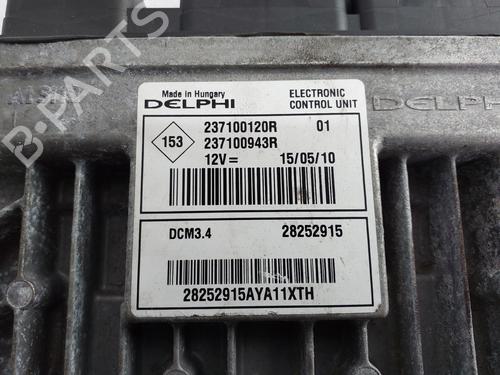 B-PARTS
Made in Hungary
DELPHI
ELECTRONIC
CONTROL UNIT
153
237100120R 01
237100943R
12V= 15/05/10
DCM3.4 28252915
28252915AYA11XTH
DELPHI